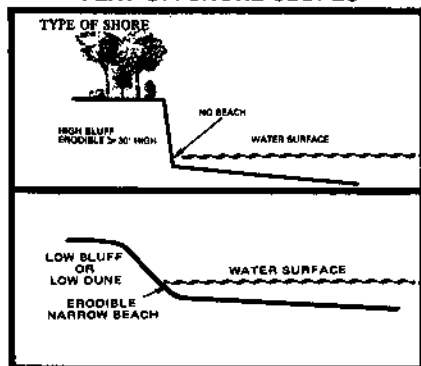 TYPE OF SHORE
NO BEACH
HIGH BLUFF
ERODIBLE > 30' HIGH
WATER SURFACE
LOW BLUFF
OR
LOW DUNE
WATER SURFACE
ERODIBLE
NARROW BEACH